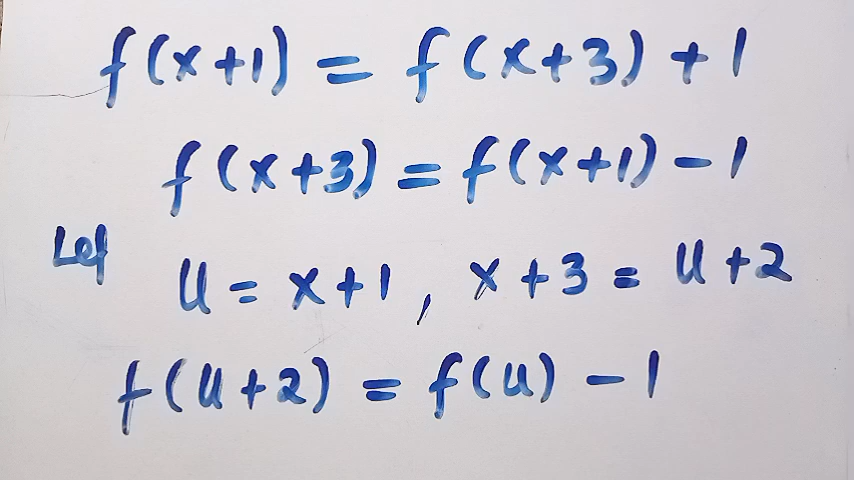 f(x+1) = f(x+3) + 1
f(x+3) = f(x+1) - 1
Let
u = x+1, x+3 = u+2
f(u+2) = f(u) - 1